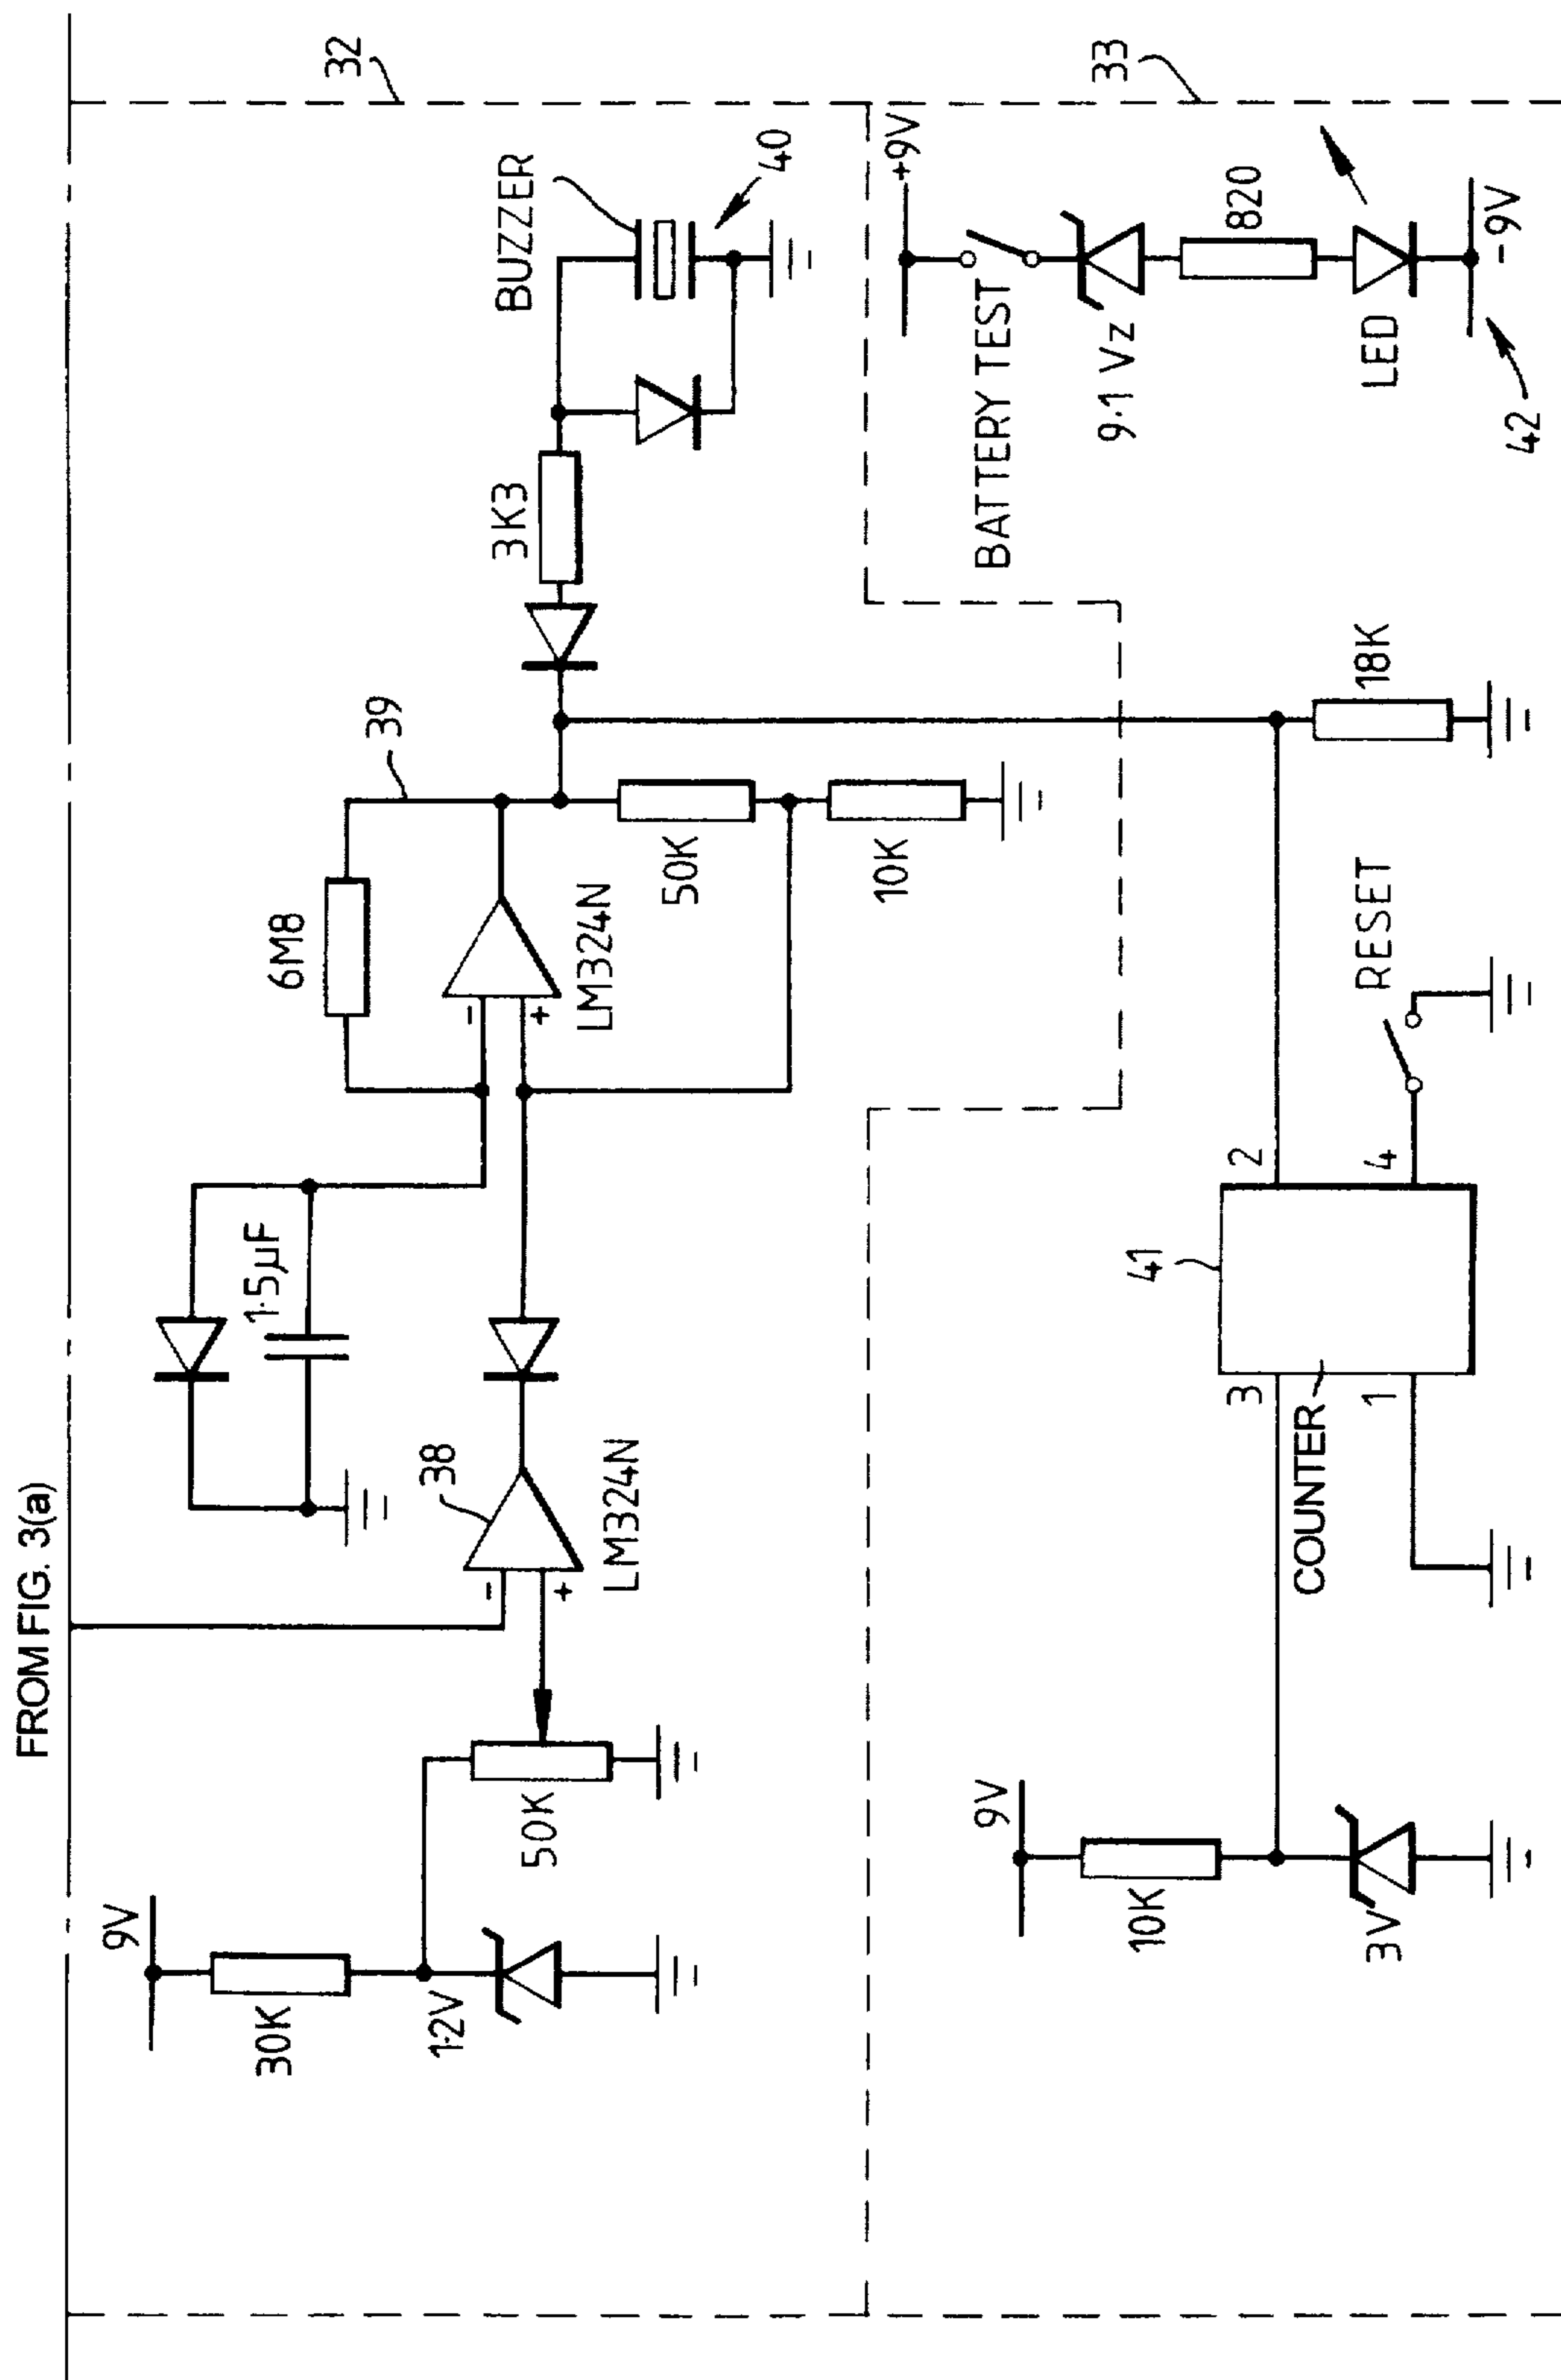 FROM FIG. 3(a)
32
9V
30K
1·2V
50K
-
+
38
LM324N
1·5µF
6M8
39
-
+
LM324N
50K
10K
3K3
BUZZER
40
33
9V
10K
3V
COUNTER
3
1
41
2
4
RESET
18K
BATTERY TEST
+9V
9·1 Vz
820
LED
-9V
42